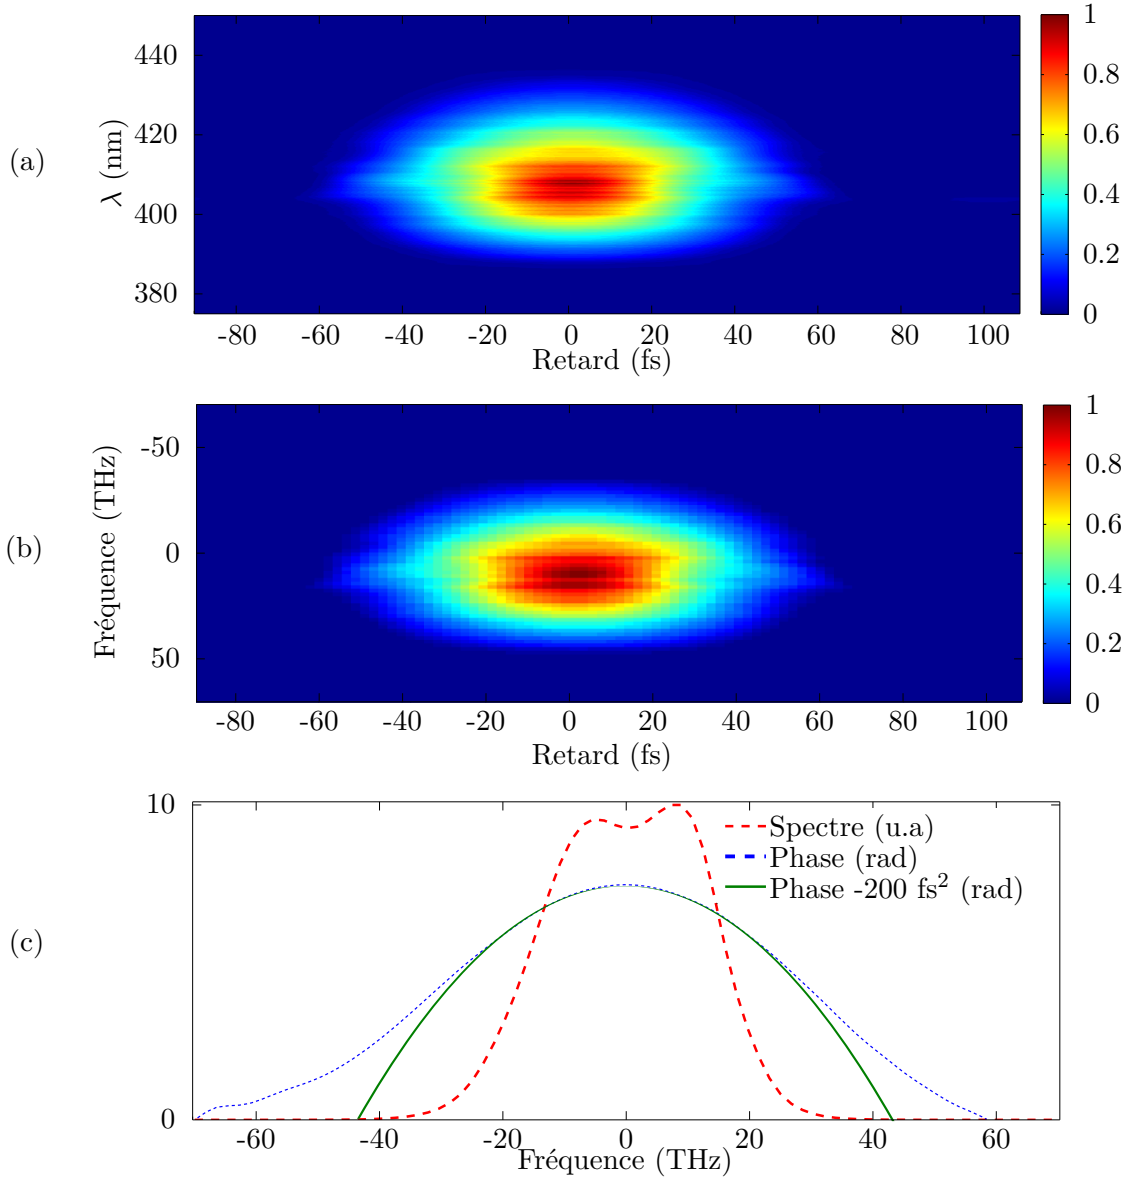 (a)
λ (nm)
440
420
400
380
-80 -60 -40 -20 0 20 40 60 80 100
Retard (fs)
1
0.8
0.6
0.4
0.2
0
(b)
Fréquence (THz)
-50
0
50
-80 -60 -40 -20 0 20 40 60 80 100
Retard (fs)
1
0.8
0.6
0.4
0.2
0
(c)
10
0
Spectre (u.a)
Phase (rad)
Phase -200 fs² (rad)
-60 -40 -20 0 20 40 60
Fréquence (THz)